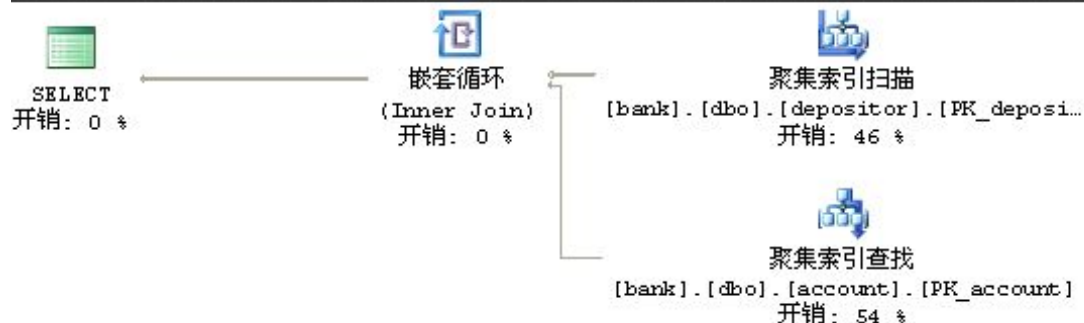 SELECT
开销: 0 %
嵌套循环
(Inner Join)
开销: 0 %
聚集索引扫描
[bank].[dbo].[depositor].[PK_deposi…
开销: 46 %
聚集索引查找
[bank].[dbo].[account].[PK_account]
开销: 54 %